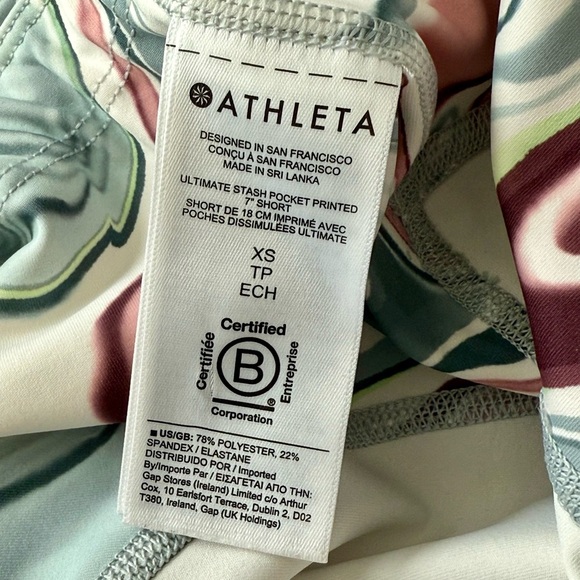 ATHLETA
DESIGNED IN SAN FRANCISCO
CONÇU À SAN FRANCISCO
MADE IN SRI LANKA
ULTIMATE STASH POCKET PRINTED
7" SHORT
SHORT DE 18 CM IMPRIMÉ AVEC
POCHES DISSIMULÉES ULTIMATE
XS
TP
ECH
Certified
Certifiée
B
Entreprise
®
Corporation
■ US/GB: 78% POLYESTER, 22%
SPANDEX / ELASTANE
DISTRIBUIDO POR / Imported
By/Importe Par / ΕΙΣΑΓΕΤΑΙ ΑΠΟ ΤΗΝ:
Gap Stores (Ireland) Limited c/o Arthur
Cox, 10 Earlsfort Terrace, Dublin 2, D02
T380, Ireland, Gap (UK Holdings)